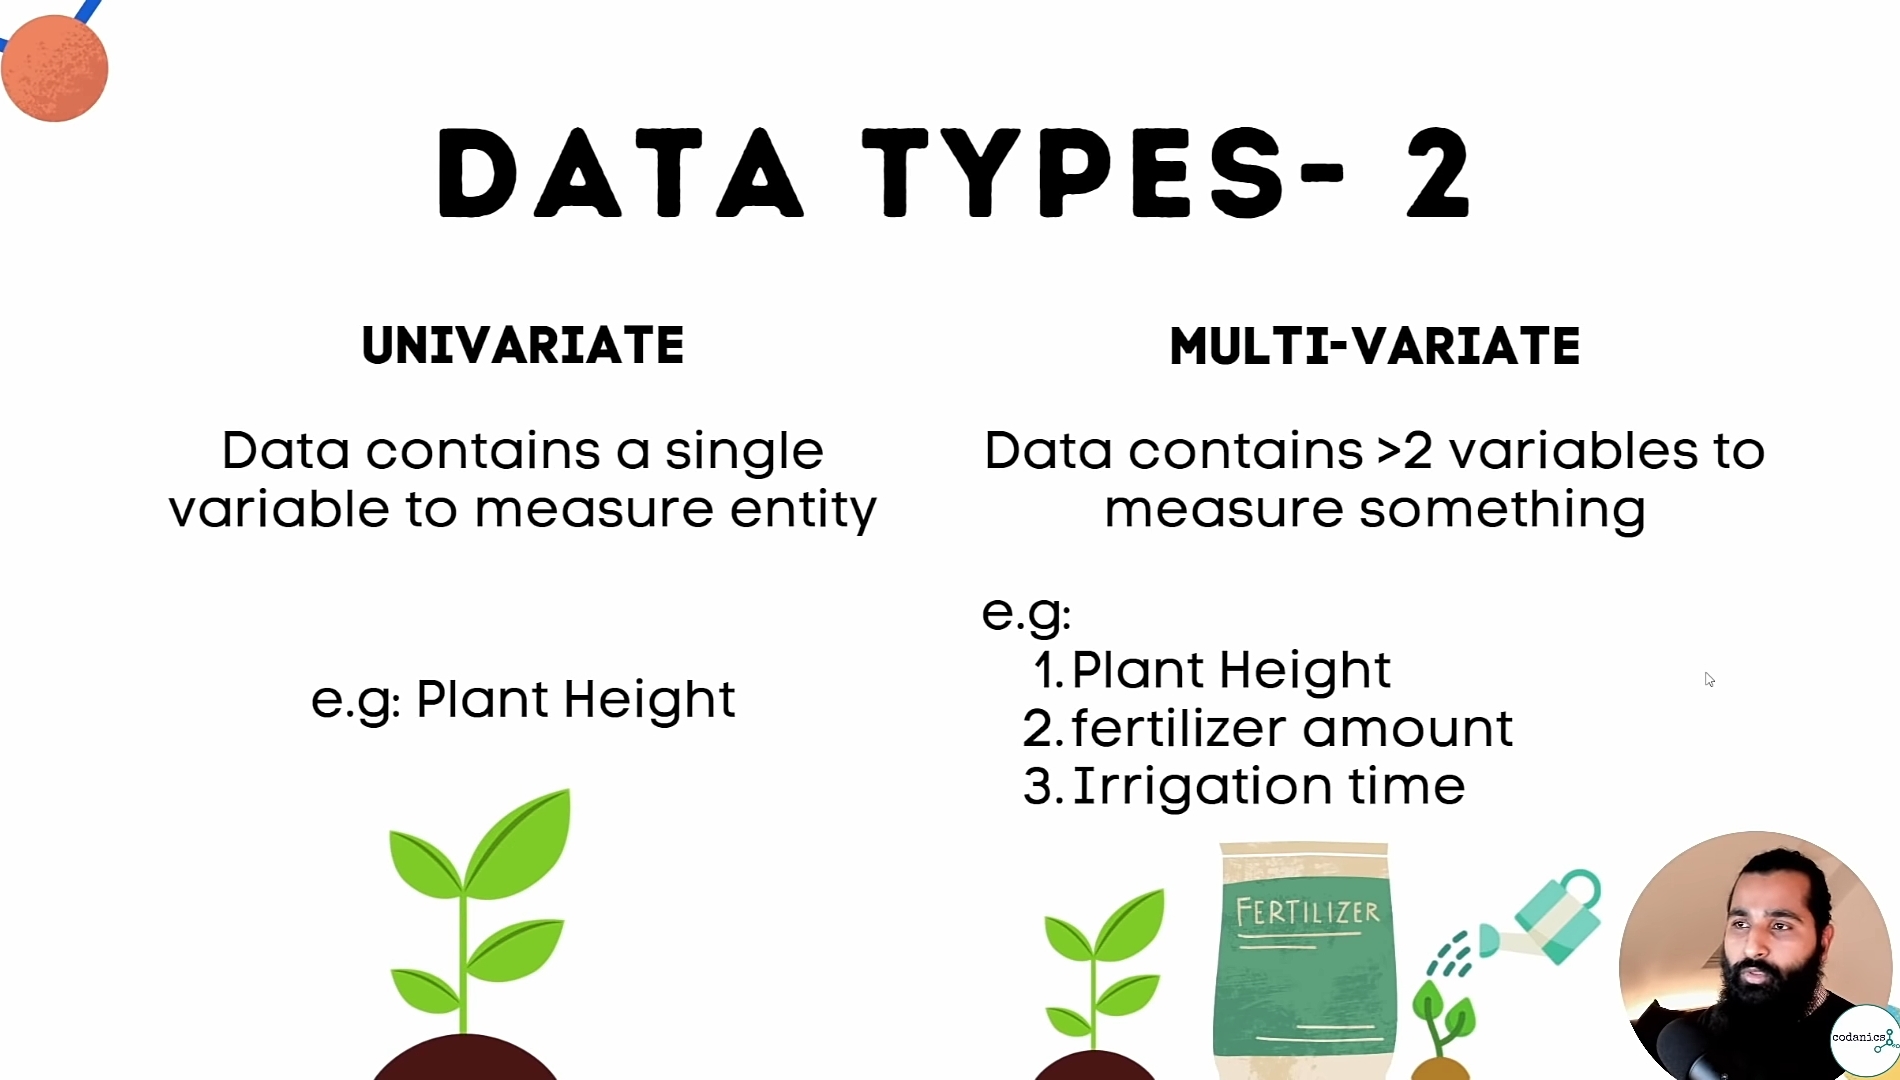 DATA TYPES- 2
UNIVARIATE
Data contains a single
variable to measure entity
e.g: Plant Height
MULTI-VARIATE
Data contains >2 variables to
measure something
e.g:
1. Plant Height
2. fertilizer amount
3. Irrigation time
FERTILIZER
codanics